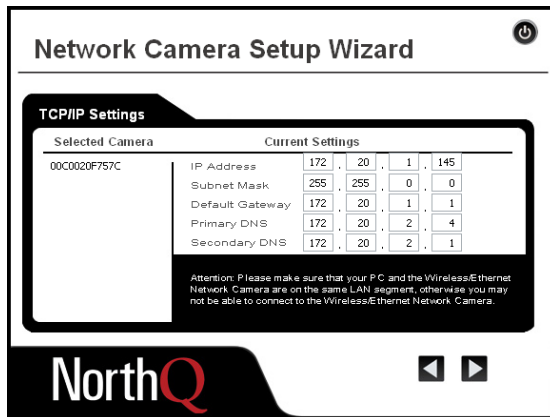 Network Camera Setup Wizard
TCP/IP Settings
Selected Camera Current Settings
00C0020F757C
IP Address 172 . 20 . 1 . 145
Subnet Mask 255 . 255 . 0 . 0
Default Gateway 172 . 20 . 1 . 1
Primary DNS 172 . 20 . 2 . 4
Secondary DNS 172 . 20 . 2 . 1
Attention: Please make sure that your PC and the Wireless/Ethernet
Network Camera are on the same LAN segment, otherwise you may
not be able to connect to the Wireless/Ethernet Network Camera.
NorthQ